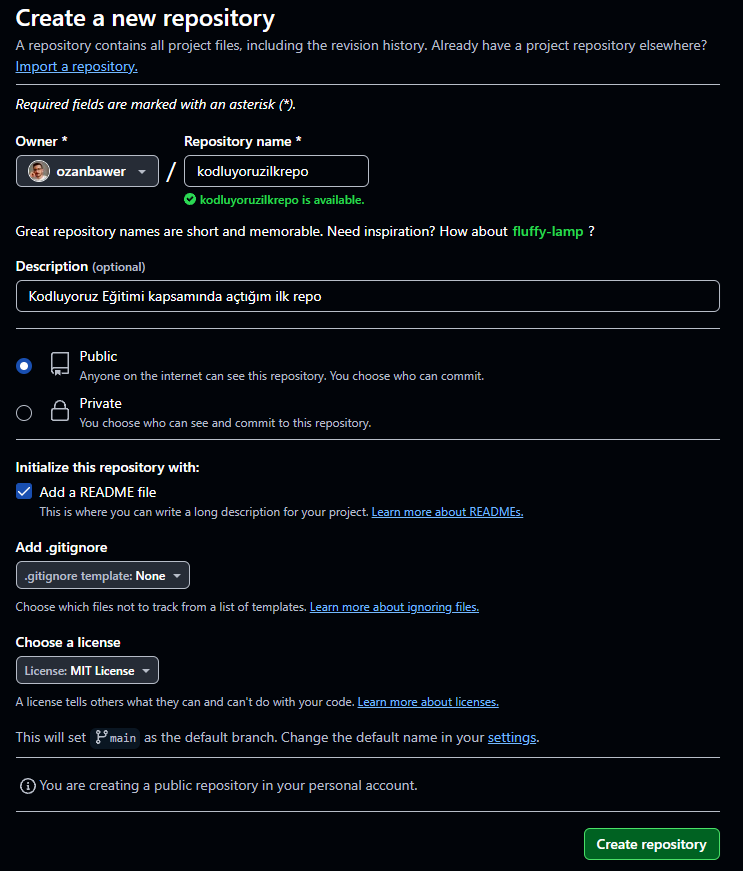 Create a new repository
A repository contains all project files, including the revision history. Already have a project repository elsewhere?
Import a repository.
Required fields are marked with an asterisk (*).
Owner *
Repository name *
ozanbawer
/
kodluyoruzilkrepo
kodluyoruzilkrepo is available.
Great repository names are short and memorable. Need inspiration? How about fluffy-lamp ?
Description (optional)
Kodluyoruz Eğitimi kapsamında açtığım ilk repo
Public
Anyone on the internet can see this repository. You choose who can commit.
Private
You choose who can see and commit to this repository.
Initialize this repository with:
Add a README file
This is where you can write a long description for your project. Learn more about READMEs.
Add .gitignore
.gitignore template: None
Choose which files not to track from a list of templates. Learn more about ignoring files.
Choose a license
License: MIT License
A license tells others what they can and can't do with your code. Learn more about licenses.
This will set main as the default branch. Change the default name in your settings.
You are creating a public repository in your personal account.
Create repository